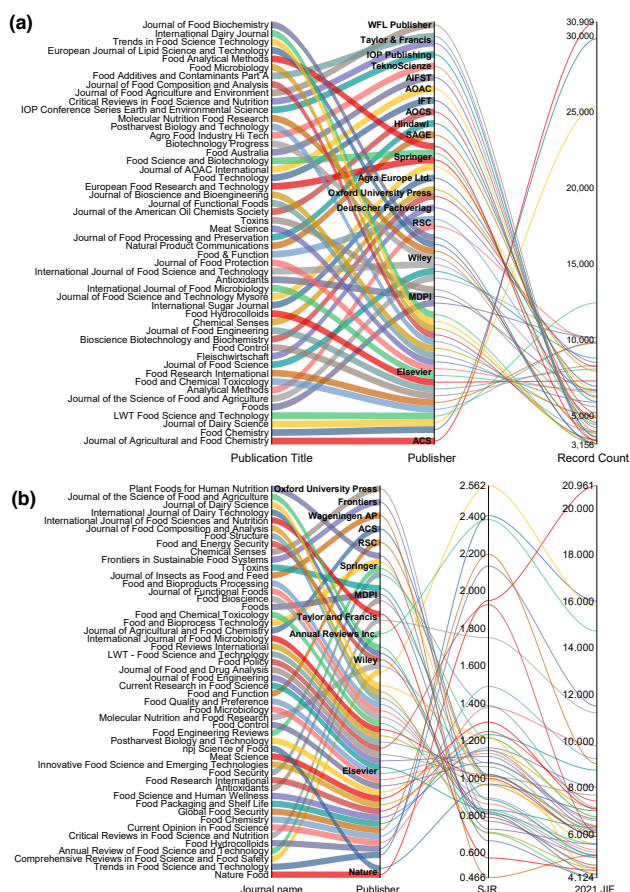 (a)
Journal of Food Biochemistry
International Dairy Journal
Trends in Food Science Technology
European Journal of Lipid Science and Technology
Food Analytical Methods
Food Microbiology
Food Additives and Contaminants Part A
Journal of Food Composition and Analysis
Journal of Food Agriculture and Environment
Critical Reviews in Food Science and Nutrition
IOP Conference Series Earth and Environmental Science
Molecular Nutrition Food Research
Postharvest Biology and Technology
Agro Food Industry Hi Tech
Biotechnology Progress
Food Australia
Journal of AOAC International
Food Science and Biotechnology
Food Technology
European Food Research and Technology
Journal of Bioscience and Bioengineering
Journal of Functional Foods
Journal of the American Oil Chemists Society
Toxins
Meat Science
Journal of Food Processing and Preservation
Natural Product Communications
Food & Function
Journal of Food Protection
International Journal of Food Science and Technology
Antioxidants
International Journal of Food Microbiology
Journal of Food Science and Technology Mysore
International Sugar Journal
Food Hydrocolloids
Chemical Senses
Journal of Food Engineering
Bioscience Biotechnology and Biochemistry
Food Control
Fleischwirtschaft
Journal of Food Science
Food Research International
Food and Chemical Toxicology
Analytical Methods
Journal of the Science of Food and Agriculture
Foods
LWT Food Science and Technology
Journal of Dairy Science
Food Chemistry
Journal of Agricultural and Food Chemistry
WFL Publisher
Taylor & Francis
IOP Publishing
TeknoScienze
AIFST
AOAC
IFT
AOCS
Hindawi
SAGE
Springer
Agra Europe Ltd.
Oxford University Press
Deutscher Fachverlag
RSC
Wiley
MDPI
Elsevier
ACS
30,909
30,000
25,000
20,000
15,000
10,000
5,000
3,156
Publication Title
Publisher
Record Count
(b)
Plant Foods for Human Nutrition
Journal of the Science of Food and Agriculture
Journal of Dairy Science
International Journal of Dairy Technology
International Journal of Food Sciences and Nutrition
Journal of Food Composition and Analysis
Food Structure
Food and Energy Security
Chemical Senses
Frontiers in Sustainable Food Systems
Toxins
Journal of Insects as Food and Feed
Food and Bioproducts Processing
Journal of Functional Foods
Food Bioscience
Foods
Food and Chemical Toxicology
Food and Bioprocess Technology
Journal of Agricultural and Food Chemistry
International Journal of Food Microbiology
Food Reviews International
LWT - Food Science and Technology
Food Policy
Journal of Food and Drug Analysis
Journal of Food Engineering
Current Research in Food Science
Food and Function
Food Quality and Preference
Food Microbiology
Molecular Nutrition and Food Research
Food Control
Food Engineering Reviews
Postharvest Biology and Technology
npj Science of Food
Meat Science
Innovative Food Science and Emerging Technologies
Food Security
Food Research International
Antioxidants
Food Science and Human Wellness
Food Packaging and Shelf Life
Global Food Security
Food Chemistry
Current Opinion in Food Science
Critical Reviews in Food Science and Nutrition
Food Hydrocolloids
Annual Review of Food Science and Technology
Comprehensive Reviews in Food Science and Food Safety
Trends in Food Science and Technology
Nature Food
Oxford University Press
Frontiers
Wageningen AP
ACS
RSC
Springer
MDPI
Taylor and Francis
Annual Reviews Inc.
Wiley
Elsevier
Nature
2.562
2.400
2.200
2.000
1.800
1.600
1.400
1.200
1.000
0.800
0.600
0.466
20.961
20.000
18.000
16.000
14.000
12.000
10.000
8.000
6.000
4.124
Journal name
Publisher
SJR
2021 JIF